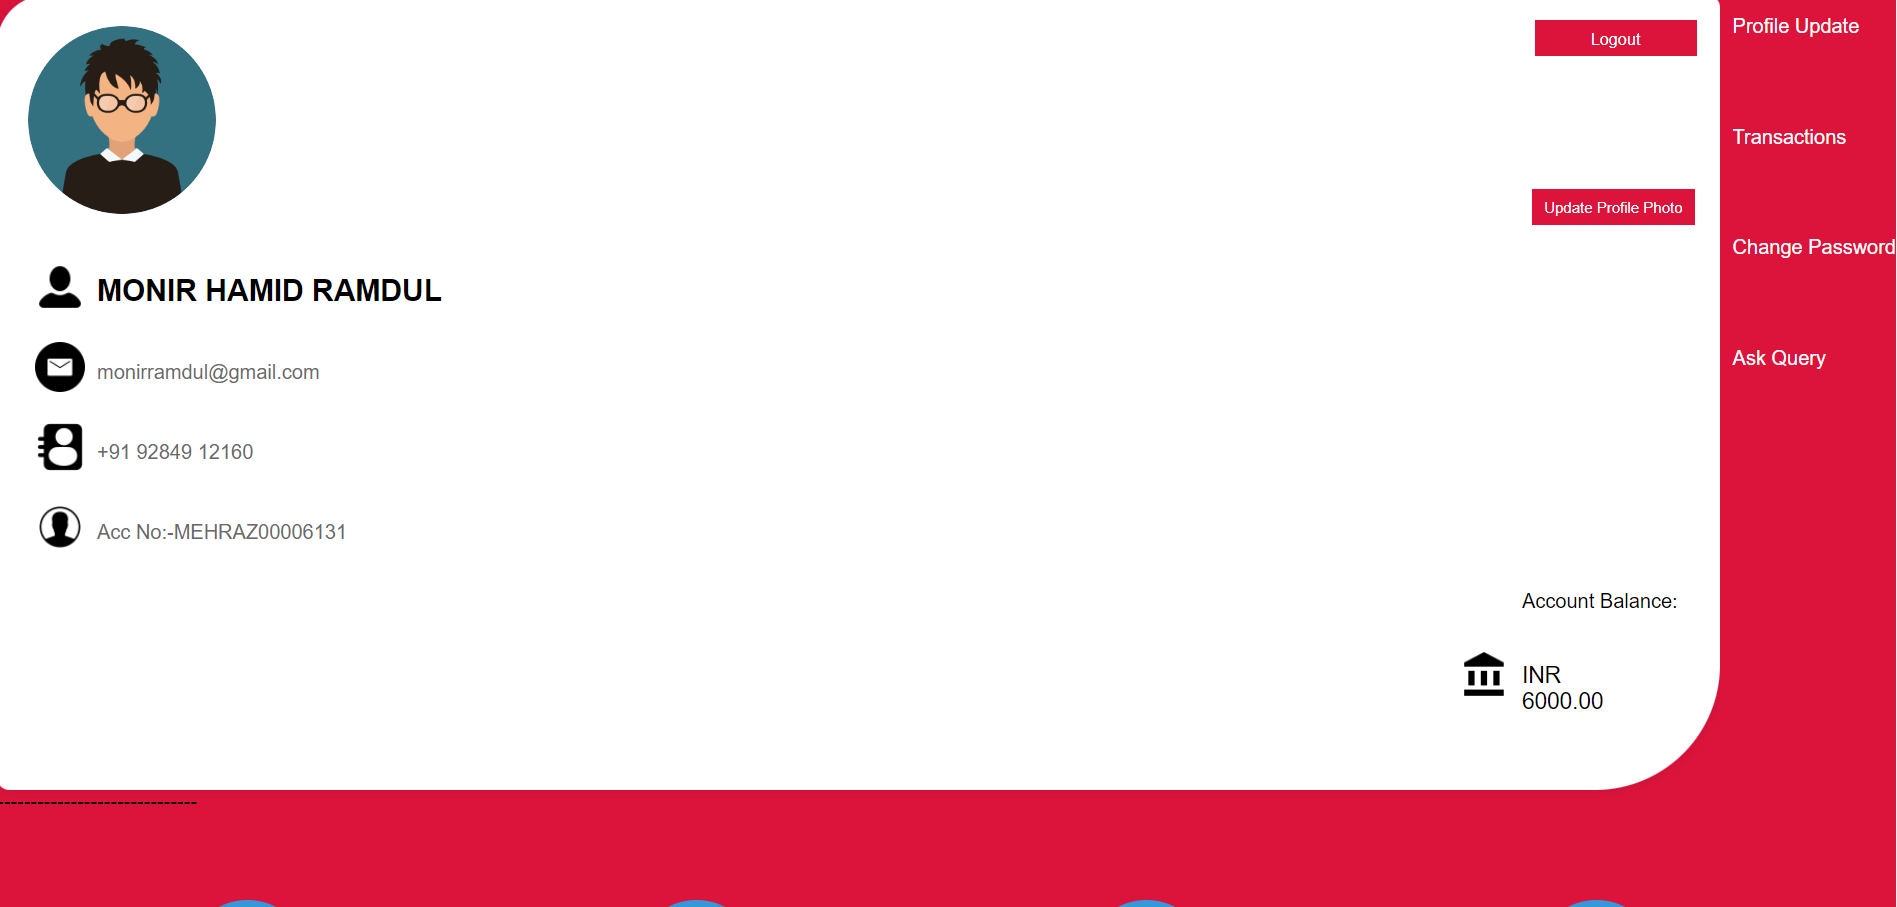 Logout
Update Profile Photo
MONIR HAMID RAMDUL
monirramdul@gmail.com
+91 92849 12160
Acc No:-MEHRAZ00006131
Account Balance:
INR
6000.00
------------------------------
Profile Update
Transactions
Change Password
Ask Query